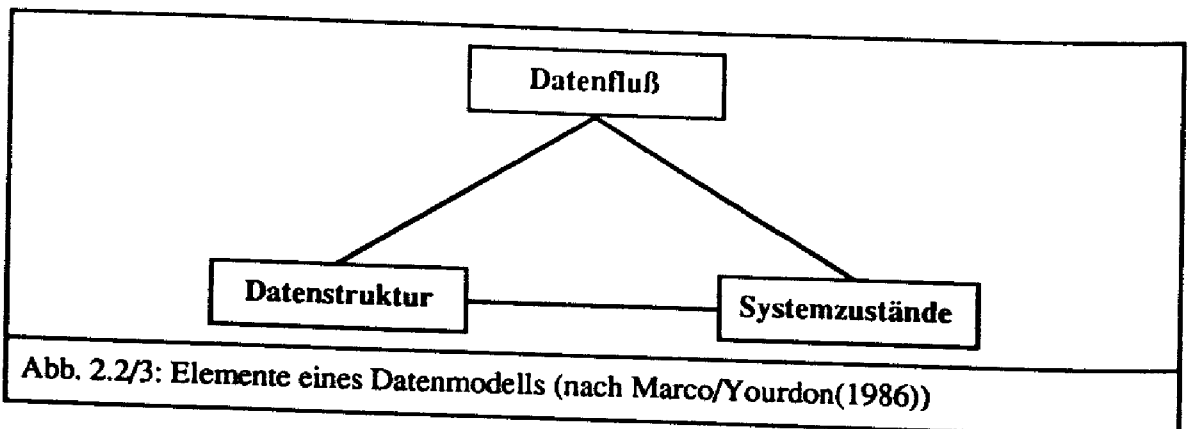 Datenfluß
Datenstruktur
Systemzustände
Abb. 2.2/3: Elemente eines Datenmodells (nach Marco/Yourdon(1986))